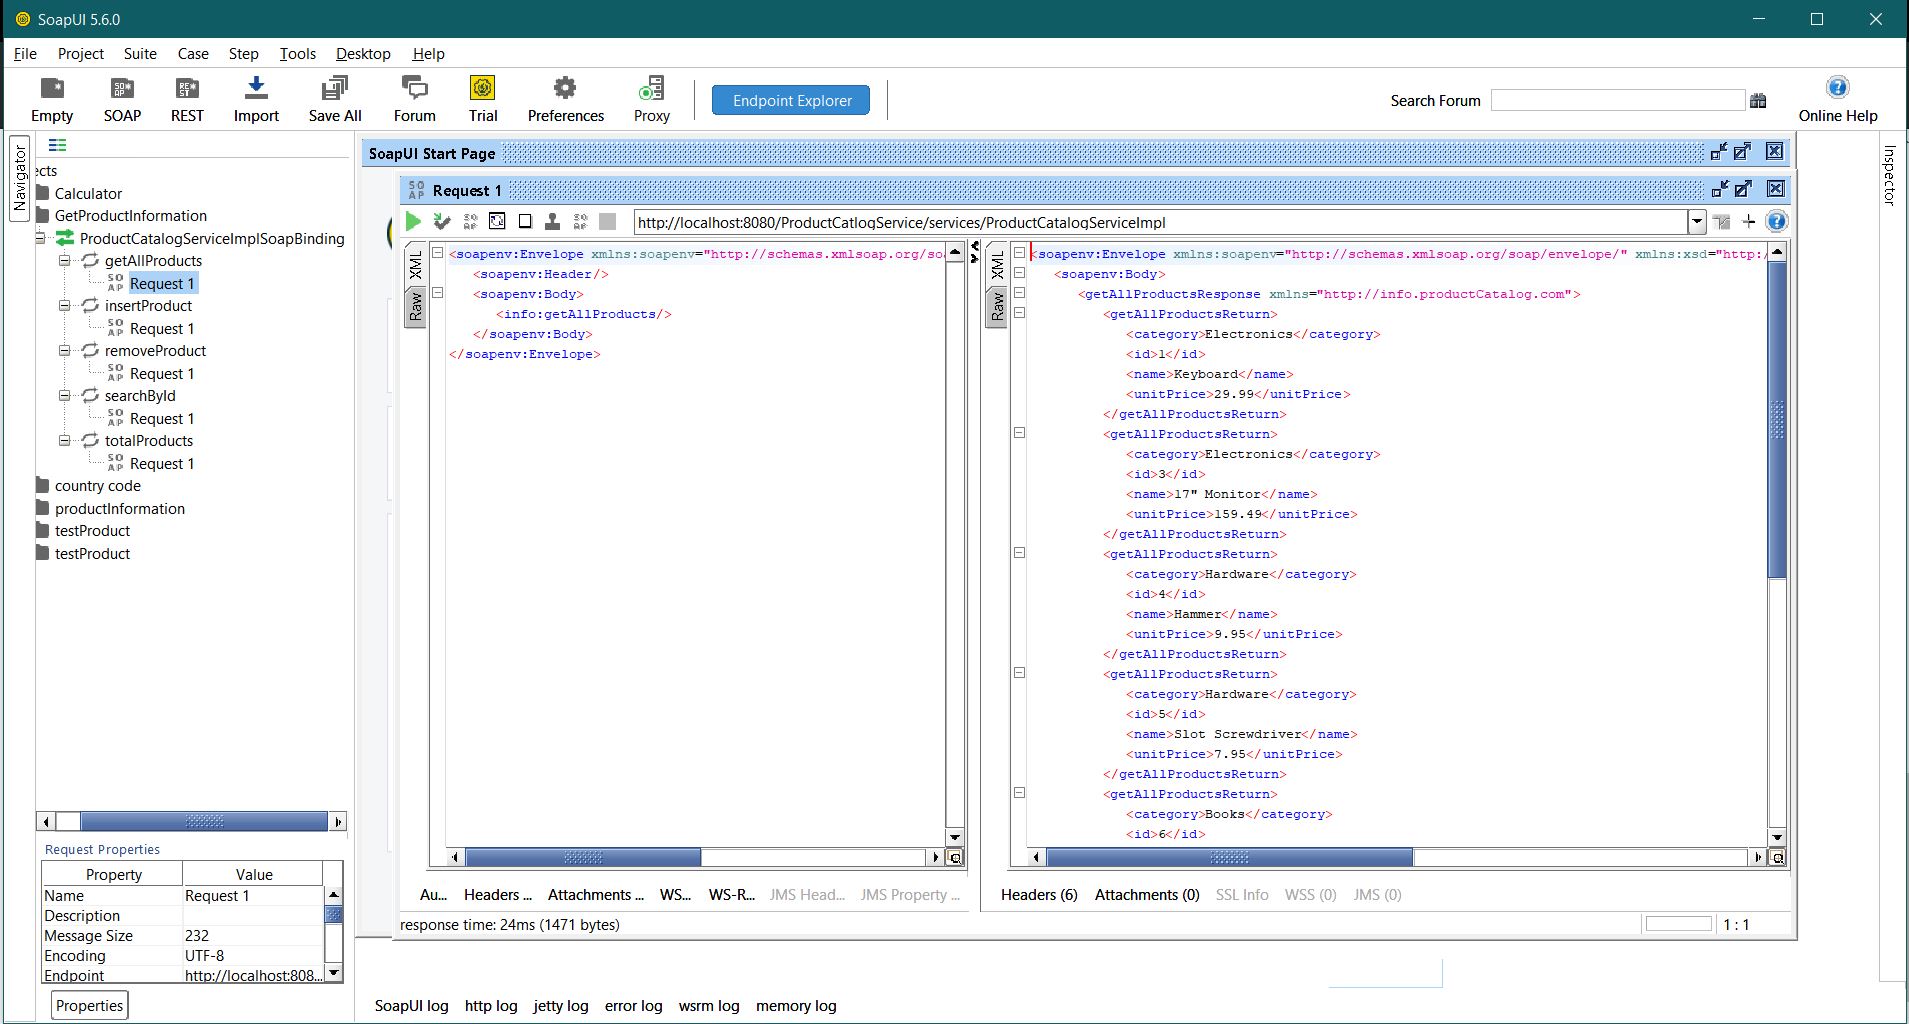 SoapUI 5.6.0
File Project Suite Case Step Tools Desktop Help
Empty SOAP REST Import Save All Forum Trial Preferences Proxy
Endpoint Explorer
Search Forum
Online Help
Navigator
Inspector
ects
Calculator
GetProductInformation
ProductCatalogServiceImplSoapBinding
getAllProducts
Request 1
insertProduct
Request 1
removeProduct
Request 1
searchById
Request 1
totalProducts
Request 1
country code
productInformation
testProduct
testProduct
Request Properties
Property Value
Name Request 1
Description
Message Size 232
Encoding UTF-8
Endpoint http://localhost:808...
Properties
SoapUI Start Page
Request 1
http://localhost:8080/ProductCatlogService/services/ProductCatalogServiceImpl
XML
Raw
<soapenv:Envelope xmlns:soapenv="http://schemas.xmlsoap.org/soa
<soapenv:Header/>
<soapenv:Body>
<info:getAllProducts/>
</soapenv:Body>
</soapenv:Envelope>
XML
Raw
<soapenv:Envelope xmlns:soapenv="http://schemas.xmlsoap.org/soap/envelope/" xmlns:xsd="http:/
<soapenv:Body>
<getAllProductsResponse xmlns="http://info.productCatalog.com">
<getAllProductsReturn>
<category>Electronics</category>
<id>1</id>
<name>Keyboard</name>
<unitPrice>29.99</unitPrice>
</getAllProductsReturn>
<getAllProductsReturn>
<category>Electronics</category>
<id>3</id>
<name>17" Monitor</name>
<unitPrice>159.49</unitPrice>
</getAllProductsReturn>
<getAllProductsReturn>
<category>Hardware</category>
<id>4</id>
<name>Hammer</name>
<unitPrice>9.95</unitPrice>
</getAllProductsReturn>
<getAllProductsReturn>
<category>Hardware</category>
<id>5</id>
<name>Slot Screwdriver</name>
<unitPrice>7.95</unitPrice>
</getAllProductsReturn>
<getAllProductsReturn>
<category>Books</category>
<id>6</id>
Au... Headers ... Attachments ... WS... WS-R... JMS Head... JMS Property ...
Headers (6) Attachments (0) SSL Info WSS (0) JMS (0)
response time: 24ms (1471 bytes)
1 : 1
SoapUI log http log jetty log error log wsrm log memory log